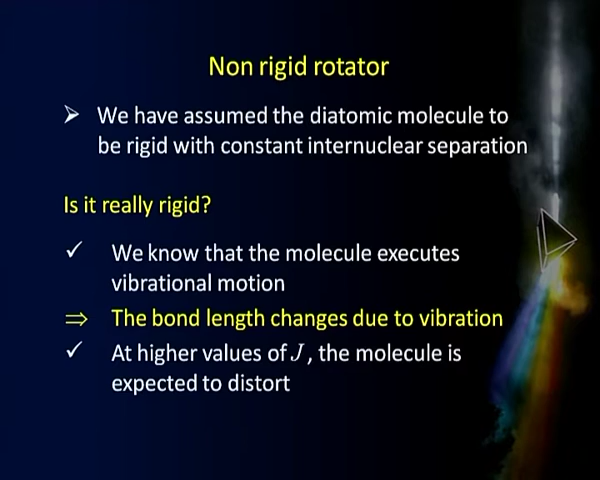 Non rigid rotator
➢ We have assumed the diatomic molecule to
be rigid with constant internuclear separation
Is it really rigid?
✓ We know that the molecule executes
vibrational motion
⇒ The bond length changes due to vibration
✓ At higher values of J, the molecule is
expected to distort